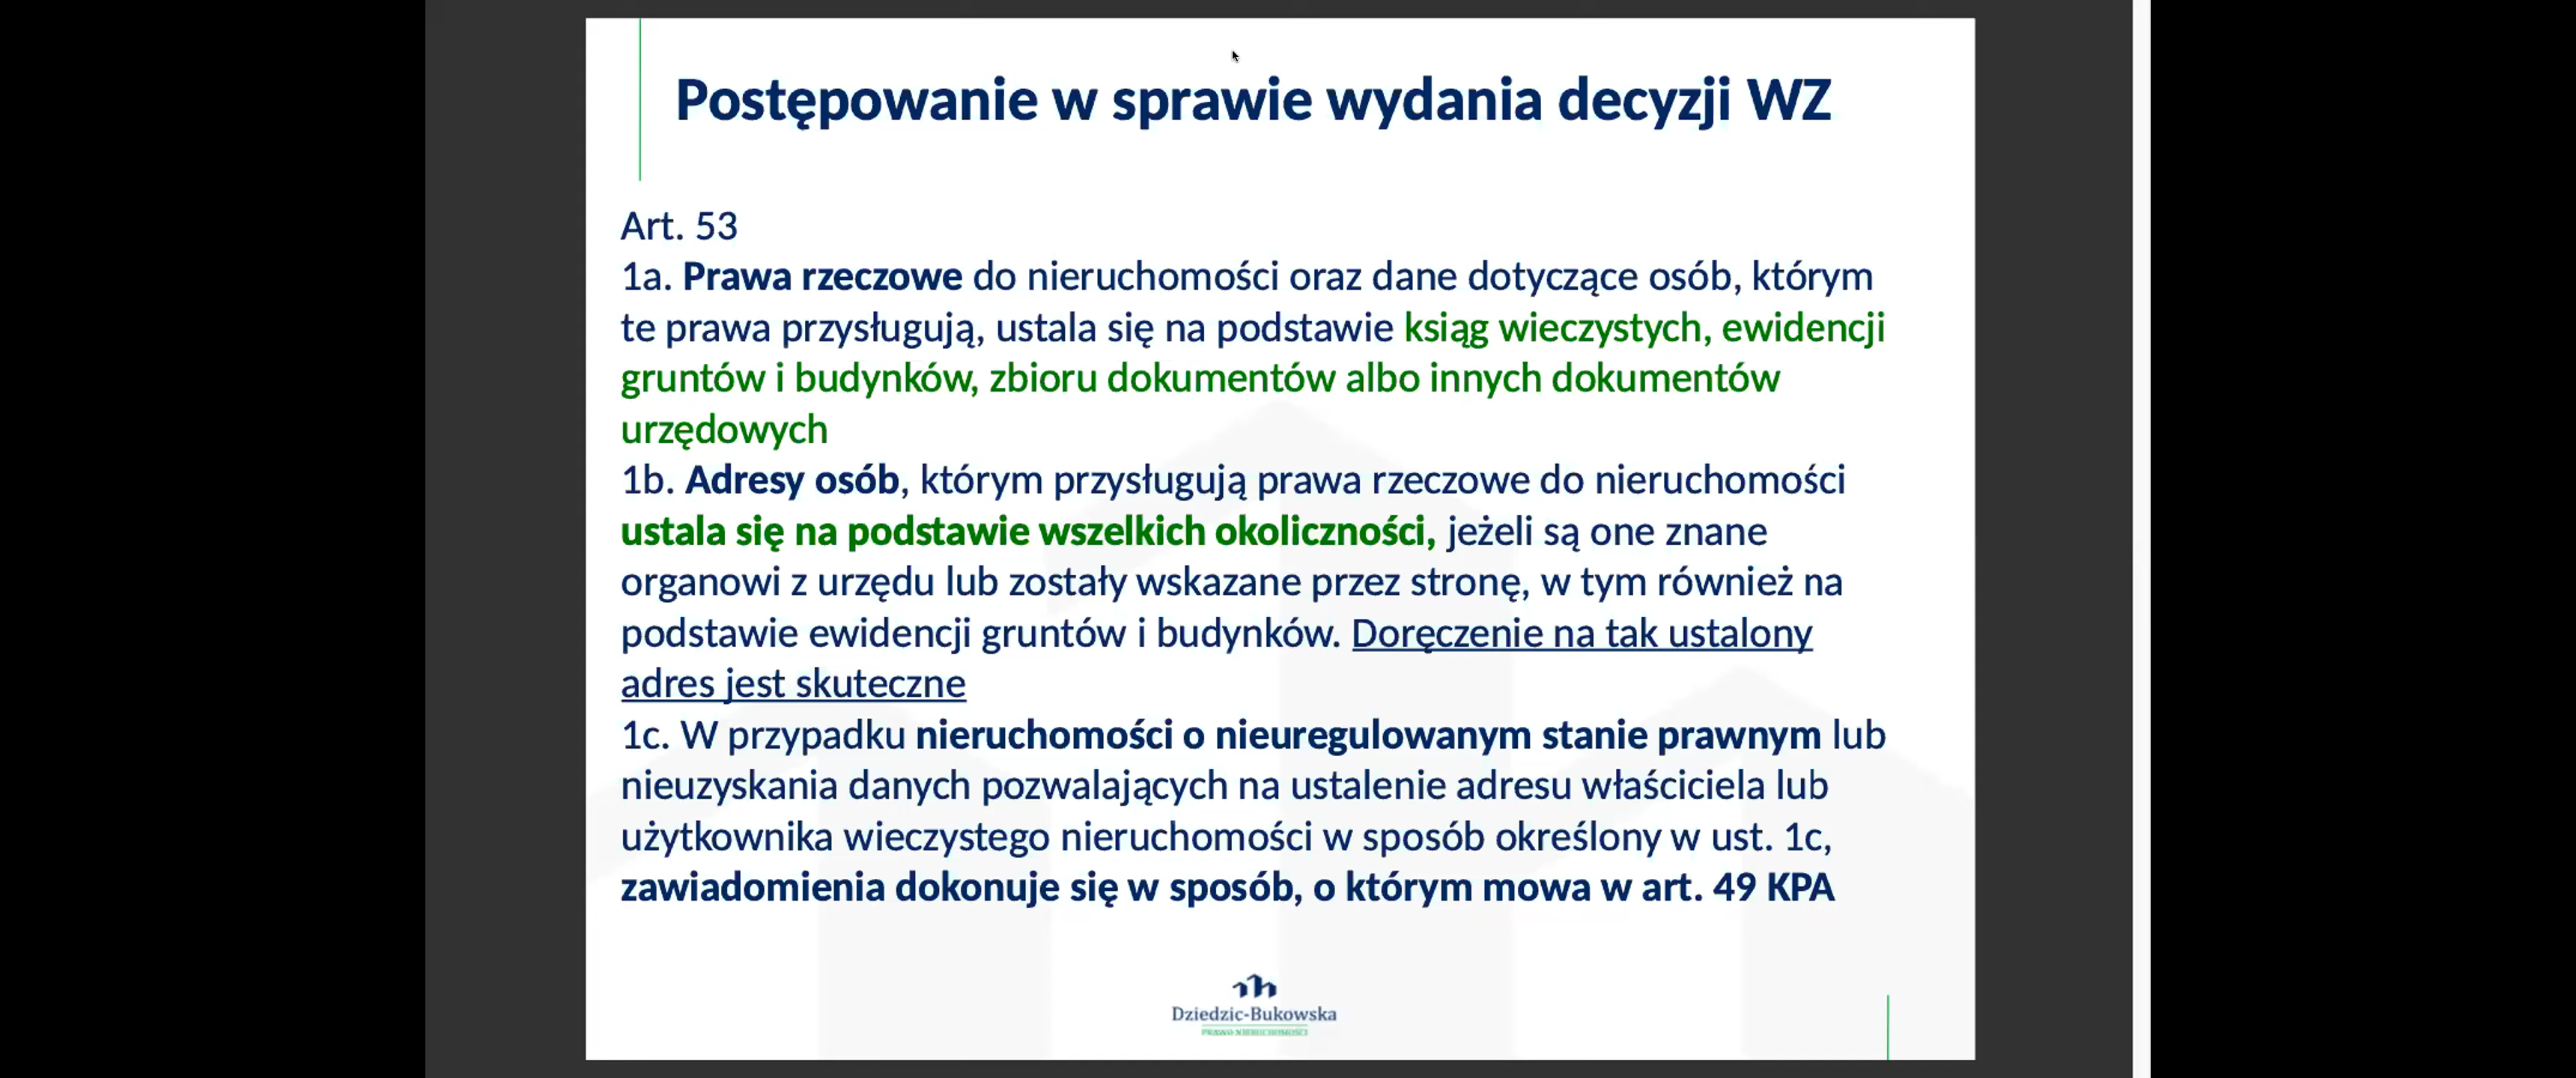 Postępowanie w sprawie wydania decyzji WZ
Art. 53
1a. Prawa rzeczowe do nieruchomości oraz dane dotyczące osób, którym
te prawa przysługują, ustala się na podstawie ksiąg wieczystych, ewidencji
gruntów i budynków, zbioru dokumentów albo innych dokumentów
urzędowych
1b. Adresy osób, którym przysługują prawa rzeczowe do nieruchomości
ustala się na podstawie wszelkich okoliczności, jeżeli są one znane
organowi z urzędu lub zostały wskazane przez stronę, w tym również na
podstawie ewidencji gruntów i budynków. Doręczenie na tak ustalony
adres jest skuteczne
1c. W przypadku nieruchomości o nieuregulowanym stanie prawnym lub
nieuzyskania danych pozwalających na ustalenie adresu właściciela lub
użytkownika wieczystego nieruchomości w sposób określony w ust. 1c,
zawiadomienia dokonuje się w sposób, o którym mowa w art. 49 KPA
Dziedzic-Bukowska
PRAWO NIERUCHOMOŚCI